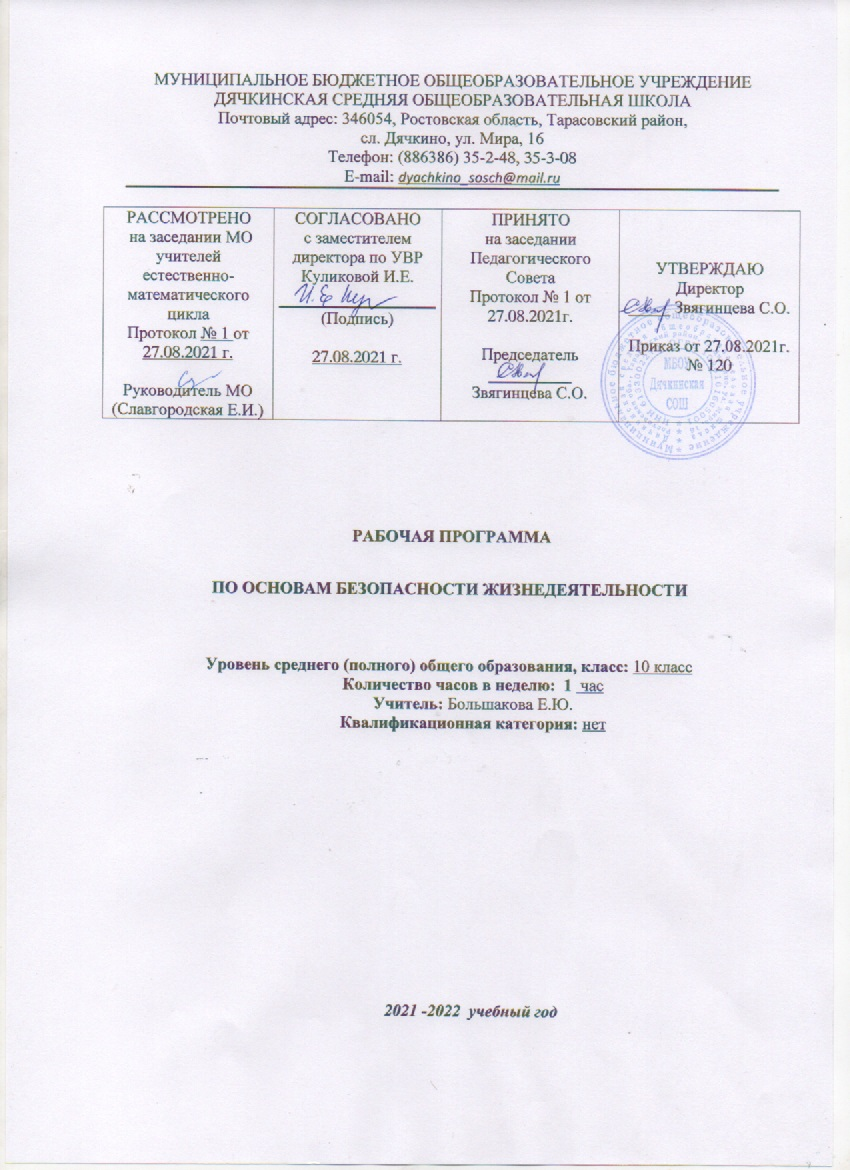 МУНИЦИПАЛЬНОЕ БЮДЖЕТНОЕ ОБЩЕОБРАЗОВАТЕЛЬНОЕ УЧРЕЖДЕНИЕ
ДЯЧКИНСКАЯ СРЕДНЯЯ ОБЩЕОБРАЗОВАТЕЛЬНАЯ ШКОЛА
Почтовый адрес: 346054, Ростовская область, Тарасовский район,
сл. Дячкино, ул. Мира, 16
Телефон: (886386) 35-2-48, 35-3-08
E-mail: dyachkino_sosch@mail.ru
РАССМОТРЕНО
на заседании МО
учителей
естественно-
математического
цикла
Протокол № 1 от
27.08.2021 г.
Руководитель МО
(Славгородская Е.И.)
СОГЛАСОВАНО
с заместителем
директора по УВР
Куликовой И.Е.
(Подпись)
27.08.2021 г.
ПРИНЯТО
на заседании
Педагогического
Совета
Протокол № 1 от
27.08.2021г.
Председатель
Звягинцева С.О.
УТВЕРЖДАЮ
Директор
Звягинцева С.О.
Приказ от 27.08.2021г.
№ 120
МБОУ
Дячкинская
СОШ
РАБОЧАЯ ПРОГРАММА
ПО ОСНОВАМ БЕЗОПАСНОСТИ ЖИЗНЕДЕЯТЕЛЬНОСТИ
Уровень среднего (полного) общего образования, класс: 10 класс
Количество часов в неделю: 1 час
Учитель: Большакова Е.Ю.
Квалификационная категория: нет
2021 -2022 учебный год